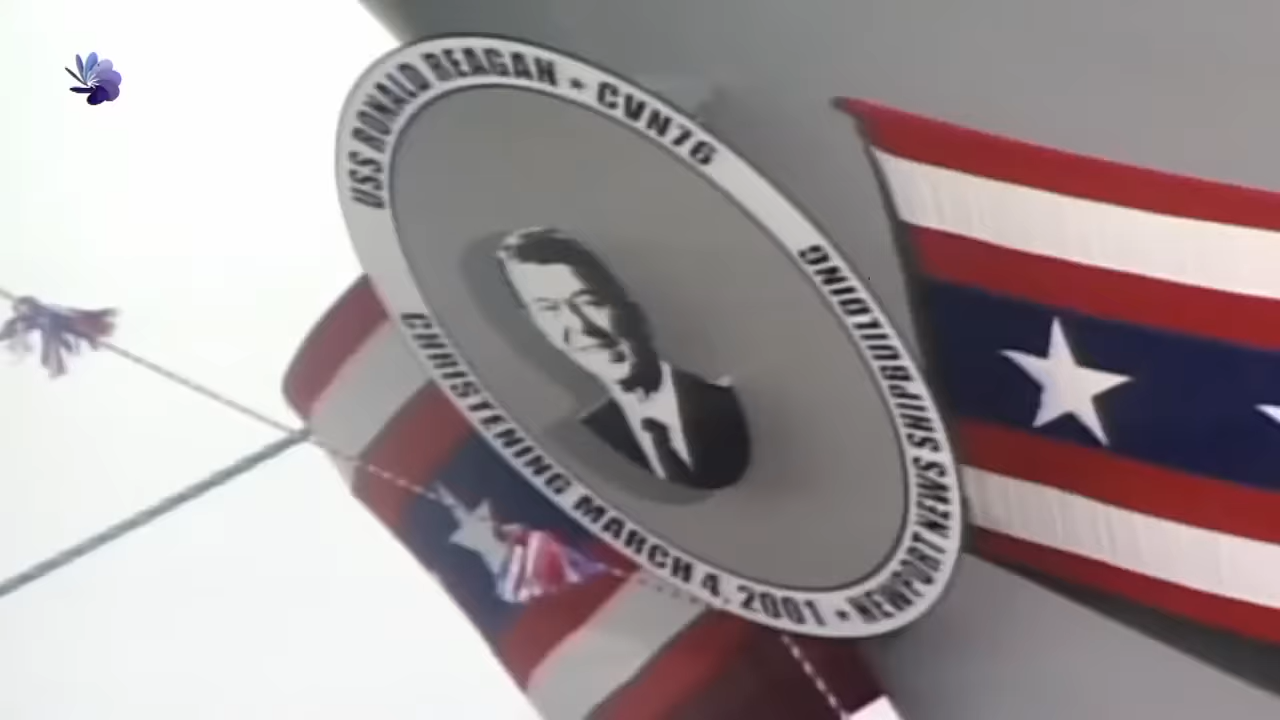 USS RONALD REAGAN • CVN76
CHRISTENING MARCH 4, 2001 • NEWPORT NEWS SHIPBUILDING